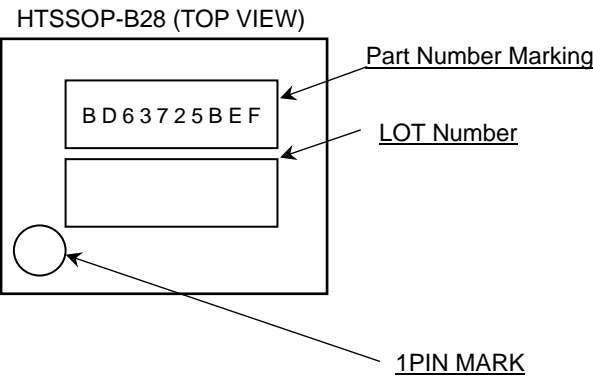 HTSSOP-B28 (TOP VIEW)
Part Number Marking
BD63725BEF
LOT Number
1PIN MARK